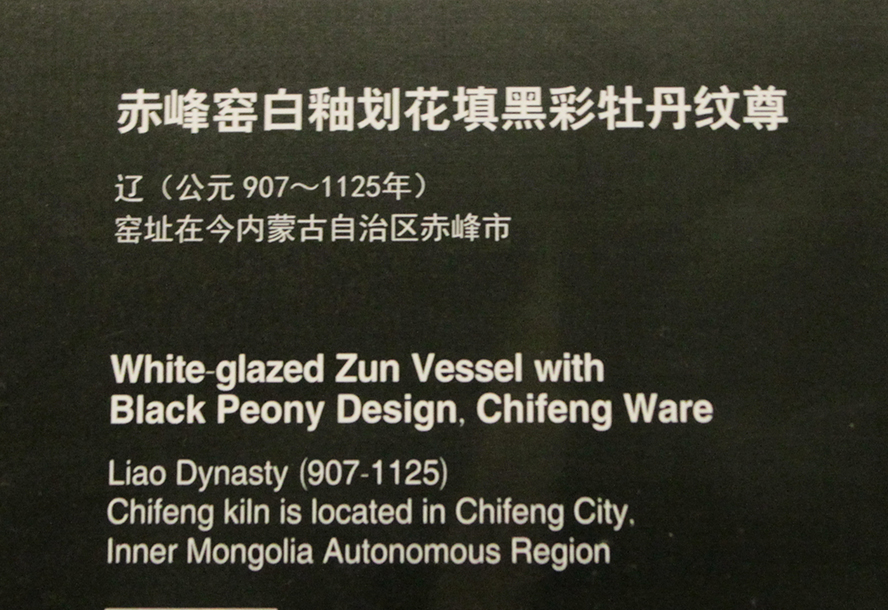 赤峰窑白釉划花填黑彩牡丹纹尊
辽（公元 907～1125年）
窑址在今内蒙古自治区赤峰市
White-glazed Zun Vessel with
Black Peony Design, Chifeng Ware
Liao Dynasty (907-1125)
Chifeng kiln is located in Chifeng City,
Inner Mongolia Autonomous Region